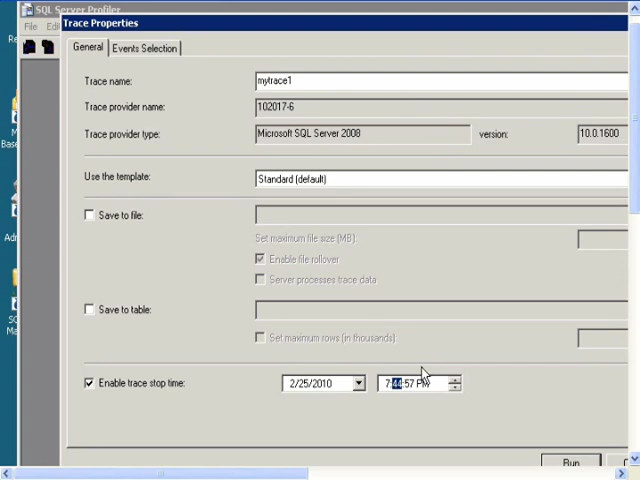 SQL Server Profiler
File Edi
Trace Properties
General Events Selection
Trace name: mytrace1
Trace provider name: 102017-6
Trace provider type: Microsoft SQL Server 2008 version: 10.0.1600
Use the template: Standard (default)
Save to file:
Set maximum file size (MB):
Enable file rollover
Server processes trace data
Save to table:
Set maximum rows (in thousands):
Enable trace stop time: 2/25/2010 7:44:57 PM
Run